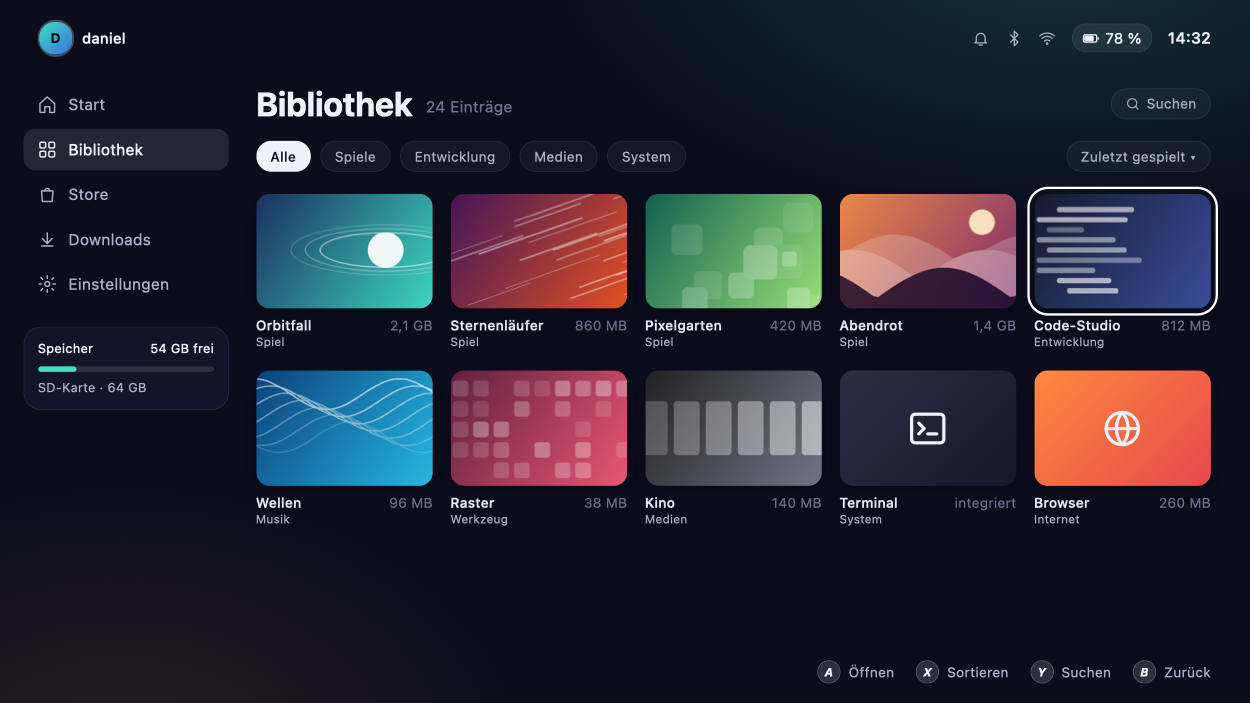 D daniel
78 % 14:32
Start
Bibliothek
Store
Downloads
Einstellungen
Speicher 54 GB frei
SD-Karte · 64 GB
Bibliothek 24 Einträge
Suchen
Alle Spiele Entwicklung Medien System
Zuletzt gespielt ▾
Orbitfall 2,1 GB
Spiel
Sternenläufer 860 MB
Spiel
Pixelgarten 420 MB
Spiel
Abendrot 1,4 GB
Spiel
Code-Studio 812 MB
Entwicklung
Wellen 96 MB
Musik
Raster 38 MB
Werkzeug
Kino 140 MB
Medien
Terminal integriert
System
Browser 260 MB
Internet
A Öffnen X Sortieren Y Suchen B Zurück